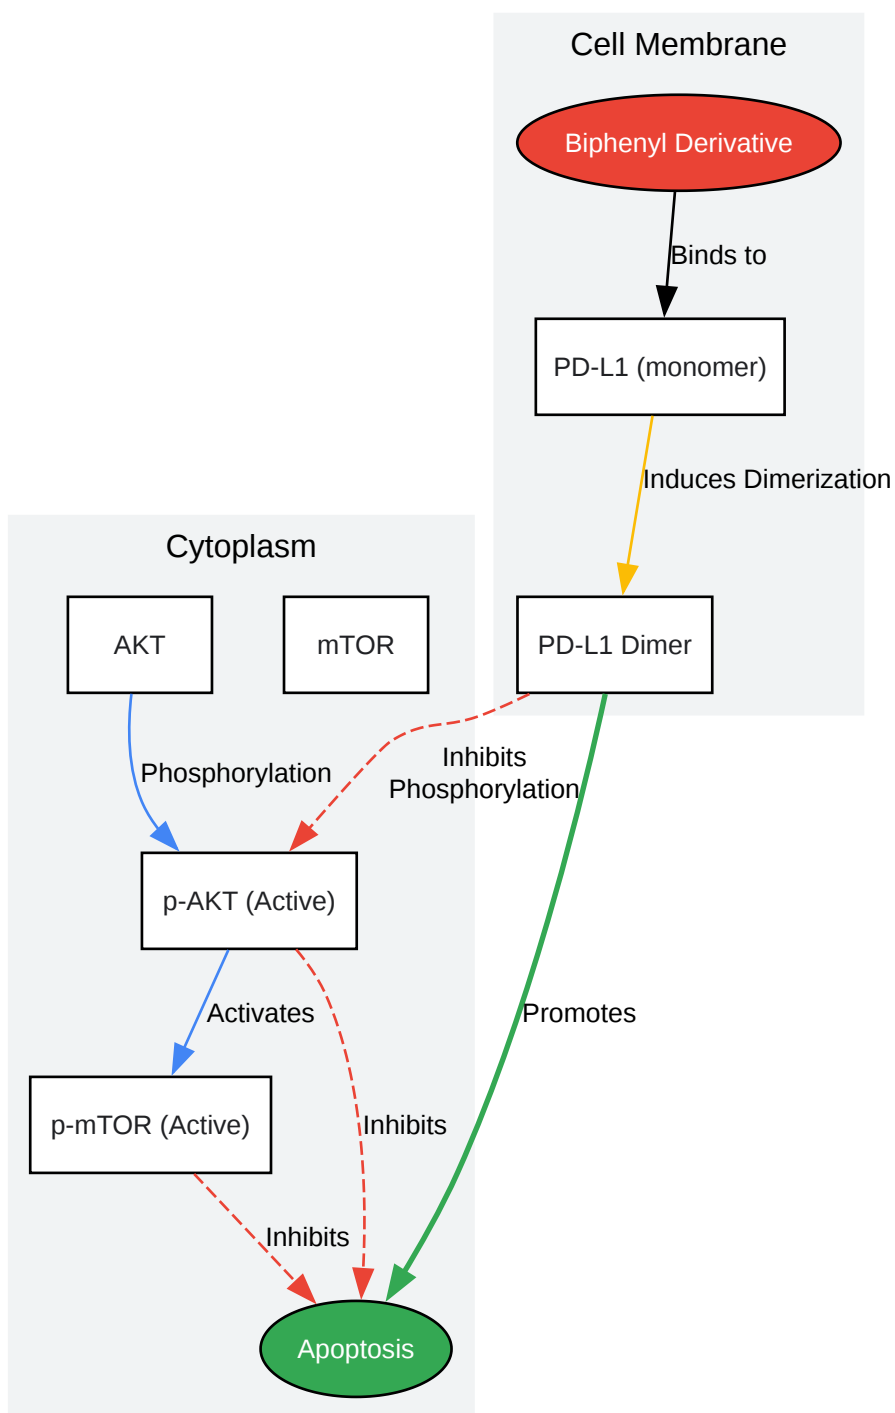 Cell Membrane
Biphenyl Derivative
Binds to
PD-L1 (monomer)
Induces Dimerization
Cytoplasm
AKT
mTOR
PD-L1 Dimer
Inhibits
Phosphorylation
Phosphorylation
p-AKT (Active)
Activates
Promotes
p-mTOR (Active)
Inhibits
Inhibits
Apoptosis